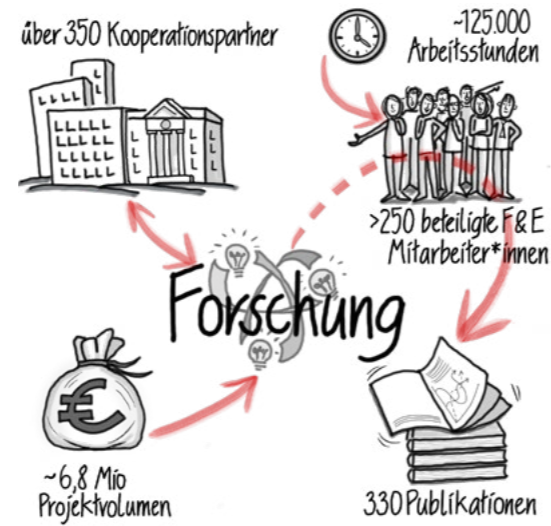 über 350 Kooperationspartner
~125.000
Arbeitsstunden
>250 beteiligte F&E
Mitarbeiter*innen
Forschung
~6,8 Mio
Projektvolumen
330 Publikationen